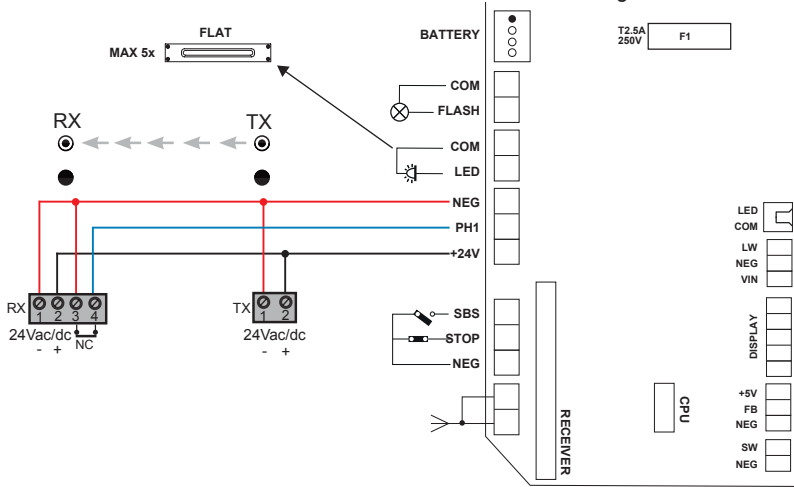 BATTERY
T2.5A
250V
F1
FLAT
MAX 5x
COM
FLASH
RX
TX
COM
LED
NEG
PH1
+24V
LED
COM
LW
NEG
VIN
RX
1 2 3 4
TX
1 2
24Vac/dc
- +
NC
24Vac/dc
- +
SBS
STOP
NEG
DISPLAY
+5V
FB
NEG
CPU
RECEIVER
SW
NEG